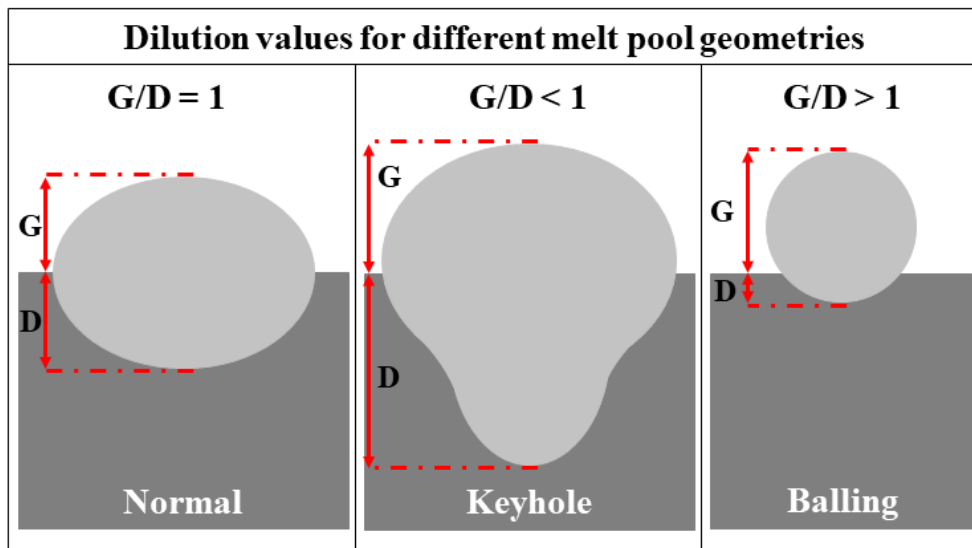 Dilution values for different melt pool geometries
G/D = 1
G
D
Normal
G/D < 1
G
D
Keyhole
G/D > 1
G
D
Balling